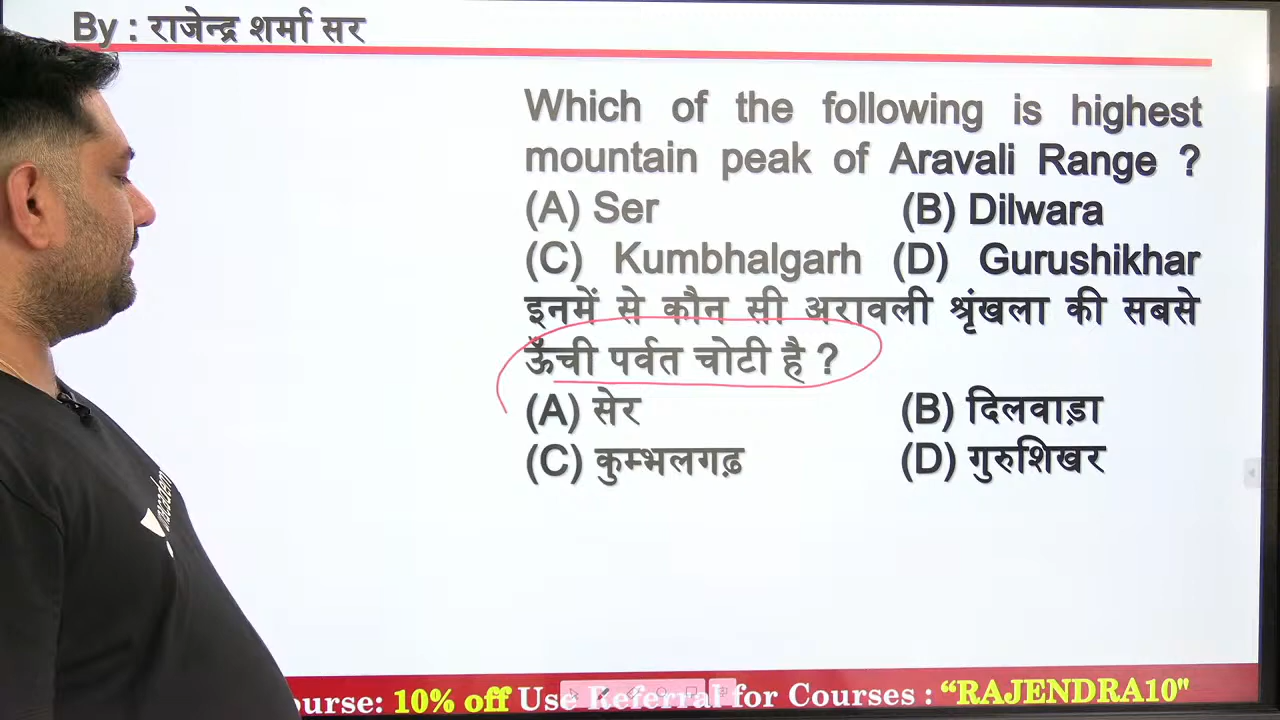 By : राजेन्द्र शर्मा सर
Which of the following is highest
mountain peak of Aravali Range ?
(A) Ser (B) Dilwara
(C) Kumbhalgarh (D) Gurushikhar
इनमें से कौन सी अरावली श्रृंखला की सबसे
ऊँची पर्वत चोटी है ?
(A) सेर (B) दिलवाड़ा
(C) कुम्भलगढ़ (D) गुरुशिखर
ourse: 10% off Use Referral for Courses : “RAJENDRA10"